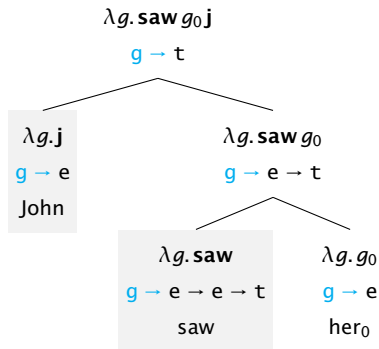 λg. saw g₀ j
g → t
λg. j
g → e
John
λg. saw g₀
g → e → t
λg. saw
g → e → e → t
saw
λg. g₀
g → e
her₀